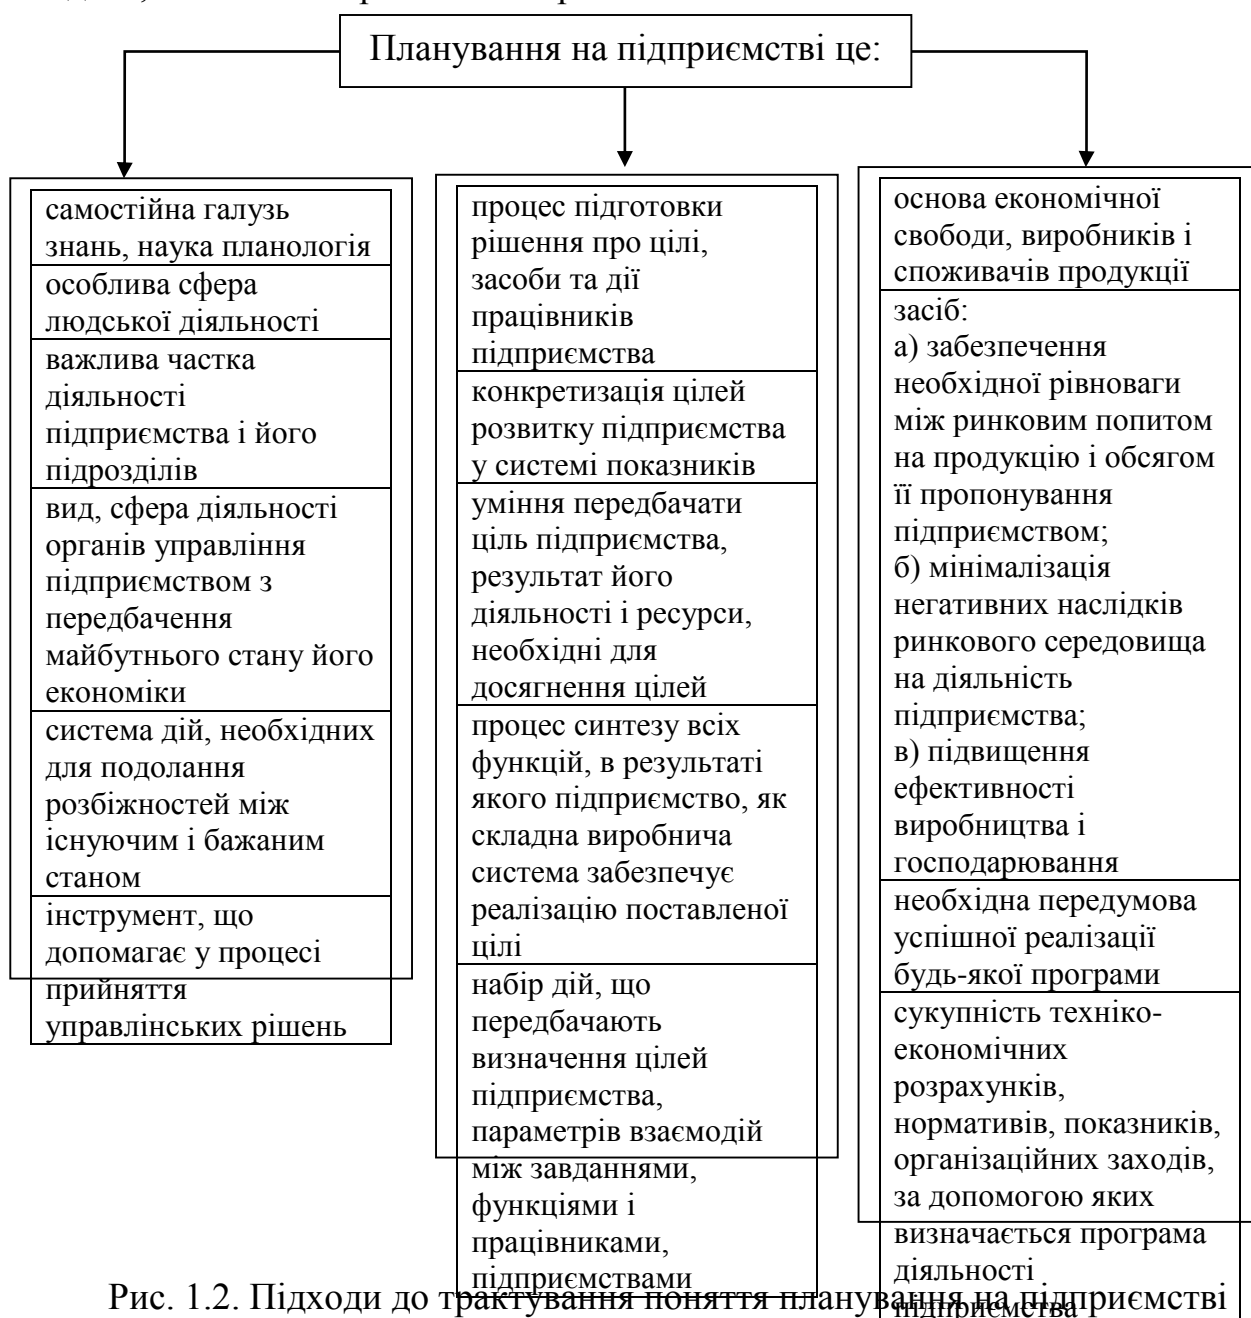 Планування на підприємстві це:
самостійна галузь
знань, наука планологія
особлива сфера
людської діяльності
важлива частка
діяльності
підприємства і його
підрозділів
вид, сфера діяльності
органів управління
підприємством з
передбачення
майбутнього стану його
економіки
система дій, необхідних
для подолання
розбіжностей між
існуючим і бажаним
станом
інструмент, що
допомагає у процесі
прийняття
управлінських рішень
процес підготовки
рішення про цілі,
засоби та дії
працівників
підприємства
конкретизація цілей
розвитку підприємства
у системі показників
уміння передбачати
ціль підприємства,
результат його
діяльності і ресурси,
необхідні для
досягнення цілей
процес синтезу всіх
функцій, в результаті
якого підприємство, як
складна виробнича
система забезпечує
реалізацію поставленої
цілі
набір дій, що
передбачають
визначення цілей
підприємства,
параметрів взаємодій
між завданнями,
функціями і
працівниками,
підприємствами
основа економічної
свободи, виробників і
споживачів продукції
засіб:
а) забезпечення
необхідної рівноваги
між ринковим попитом
на продукцію і обсягом
її пропонування
підприємством;
б) мінімалізація
негативних наслідків
ринкового середовища
на діяльність
підприємства;
в) підвищення
ефективності
виробництва і
господарювання
необхідна передумова
успішної реалізації
будь-якої програми
сукупність техніко-
економічних
розрахунків,
нормативів, показників,
організаційних заходів,
за допомогою яких
визначається програма
діяльності
підприємства
Рис. 1.2. Підходи до трактування поняття планування на підприємстві